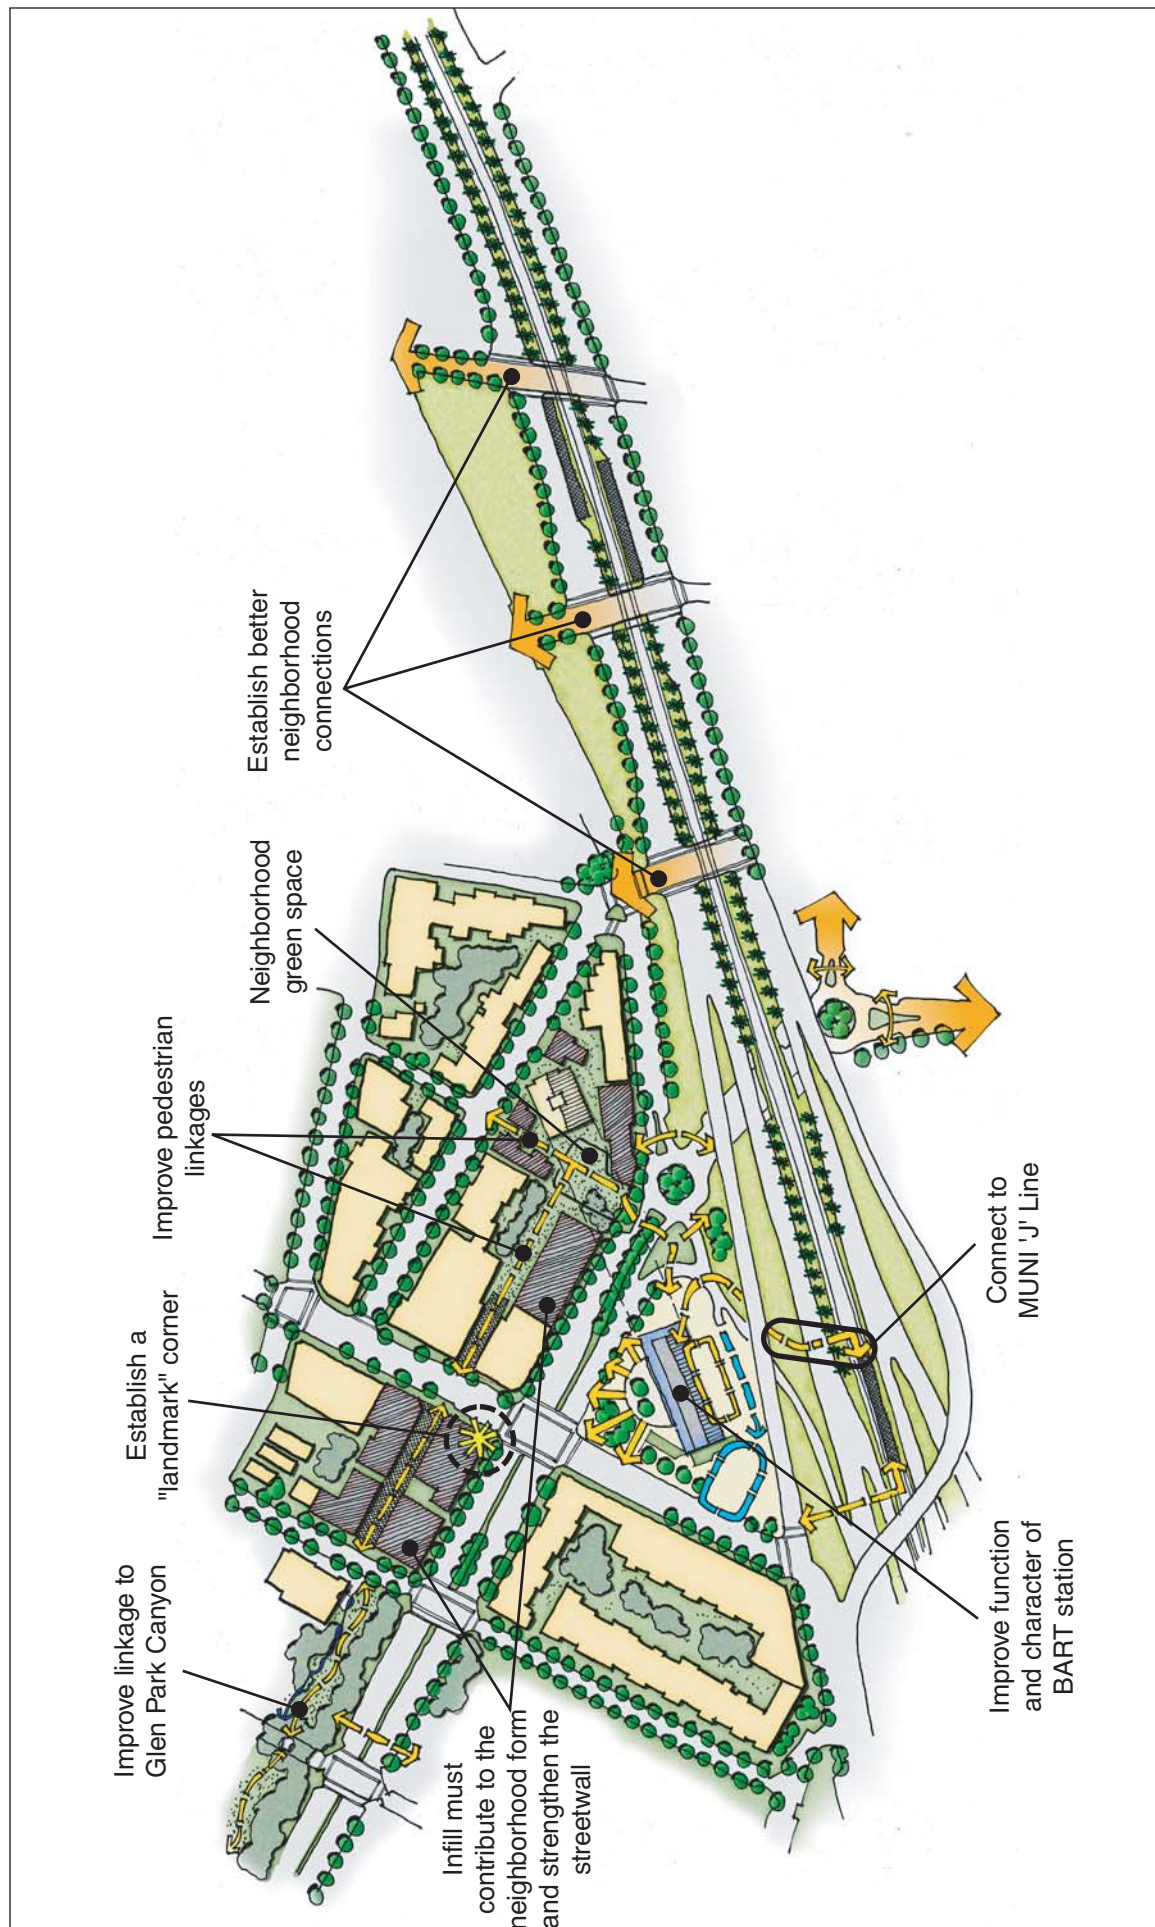 Improve linkage to
Glen Park Canyon
Establish a
"landmark" corner
Improve pedestrian
linkages
Neighborhood
green space
Establish better
neighborhood
connections
Infill must
contribute to the
neighborhood form
and strengthen the
streetwall
Improve function
and character of
BART station
Connect to
MUNI 'J' Line